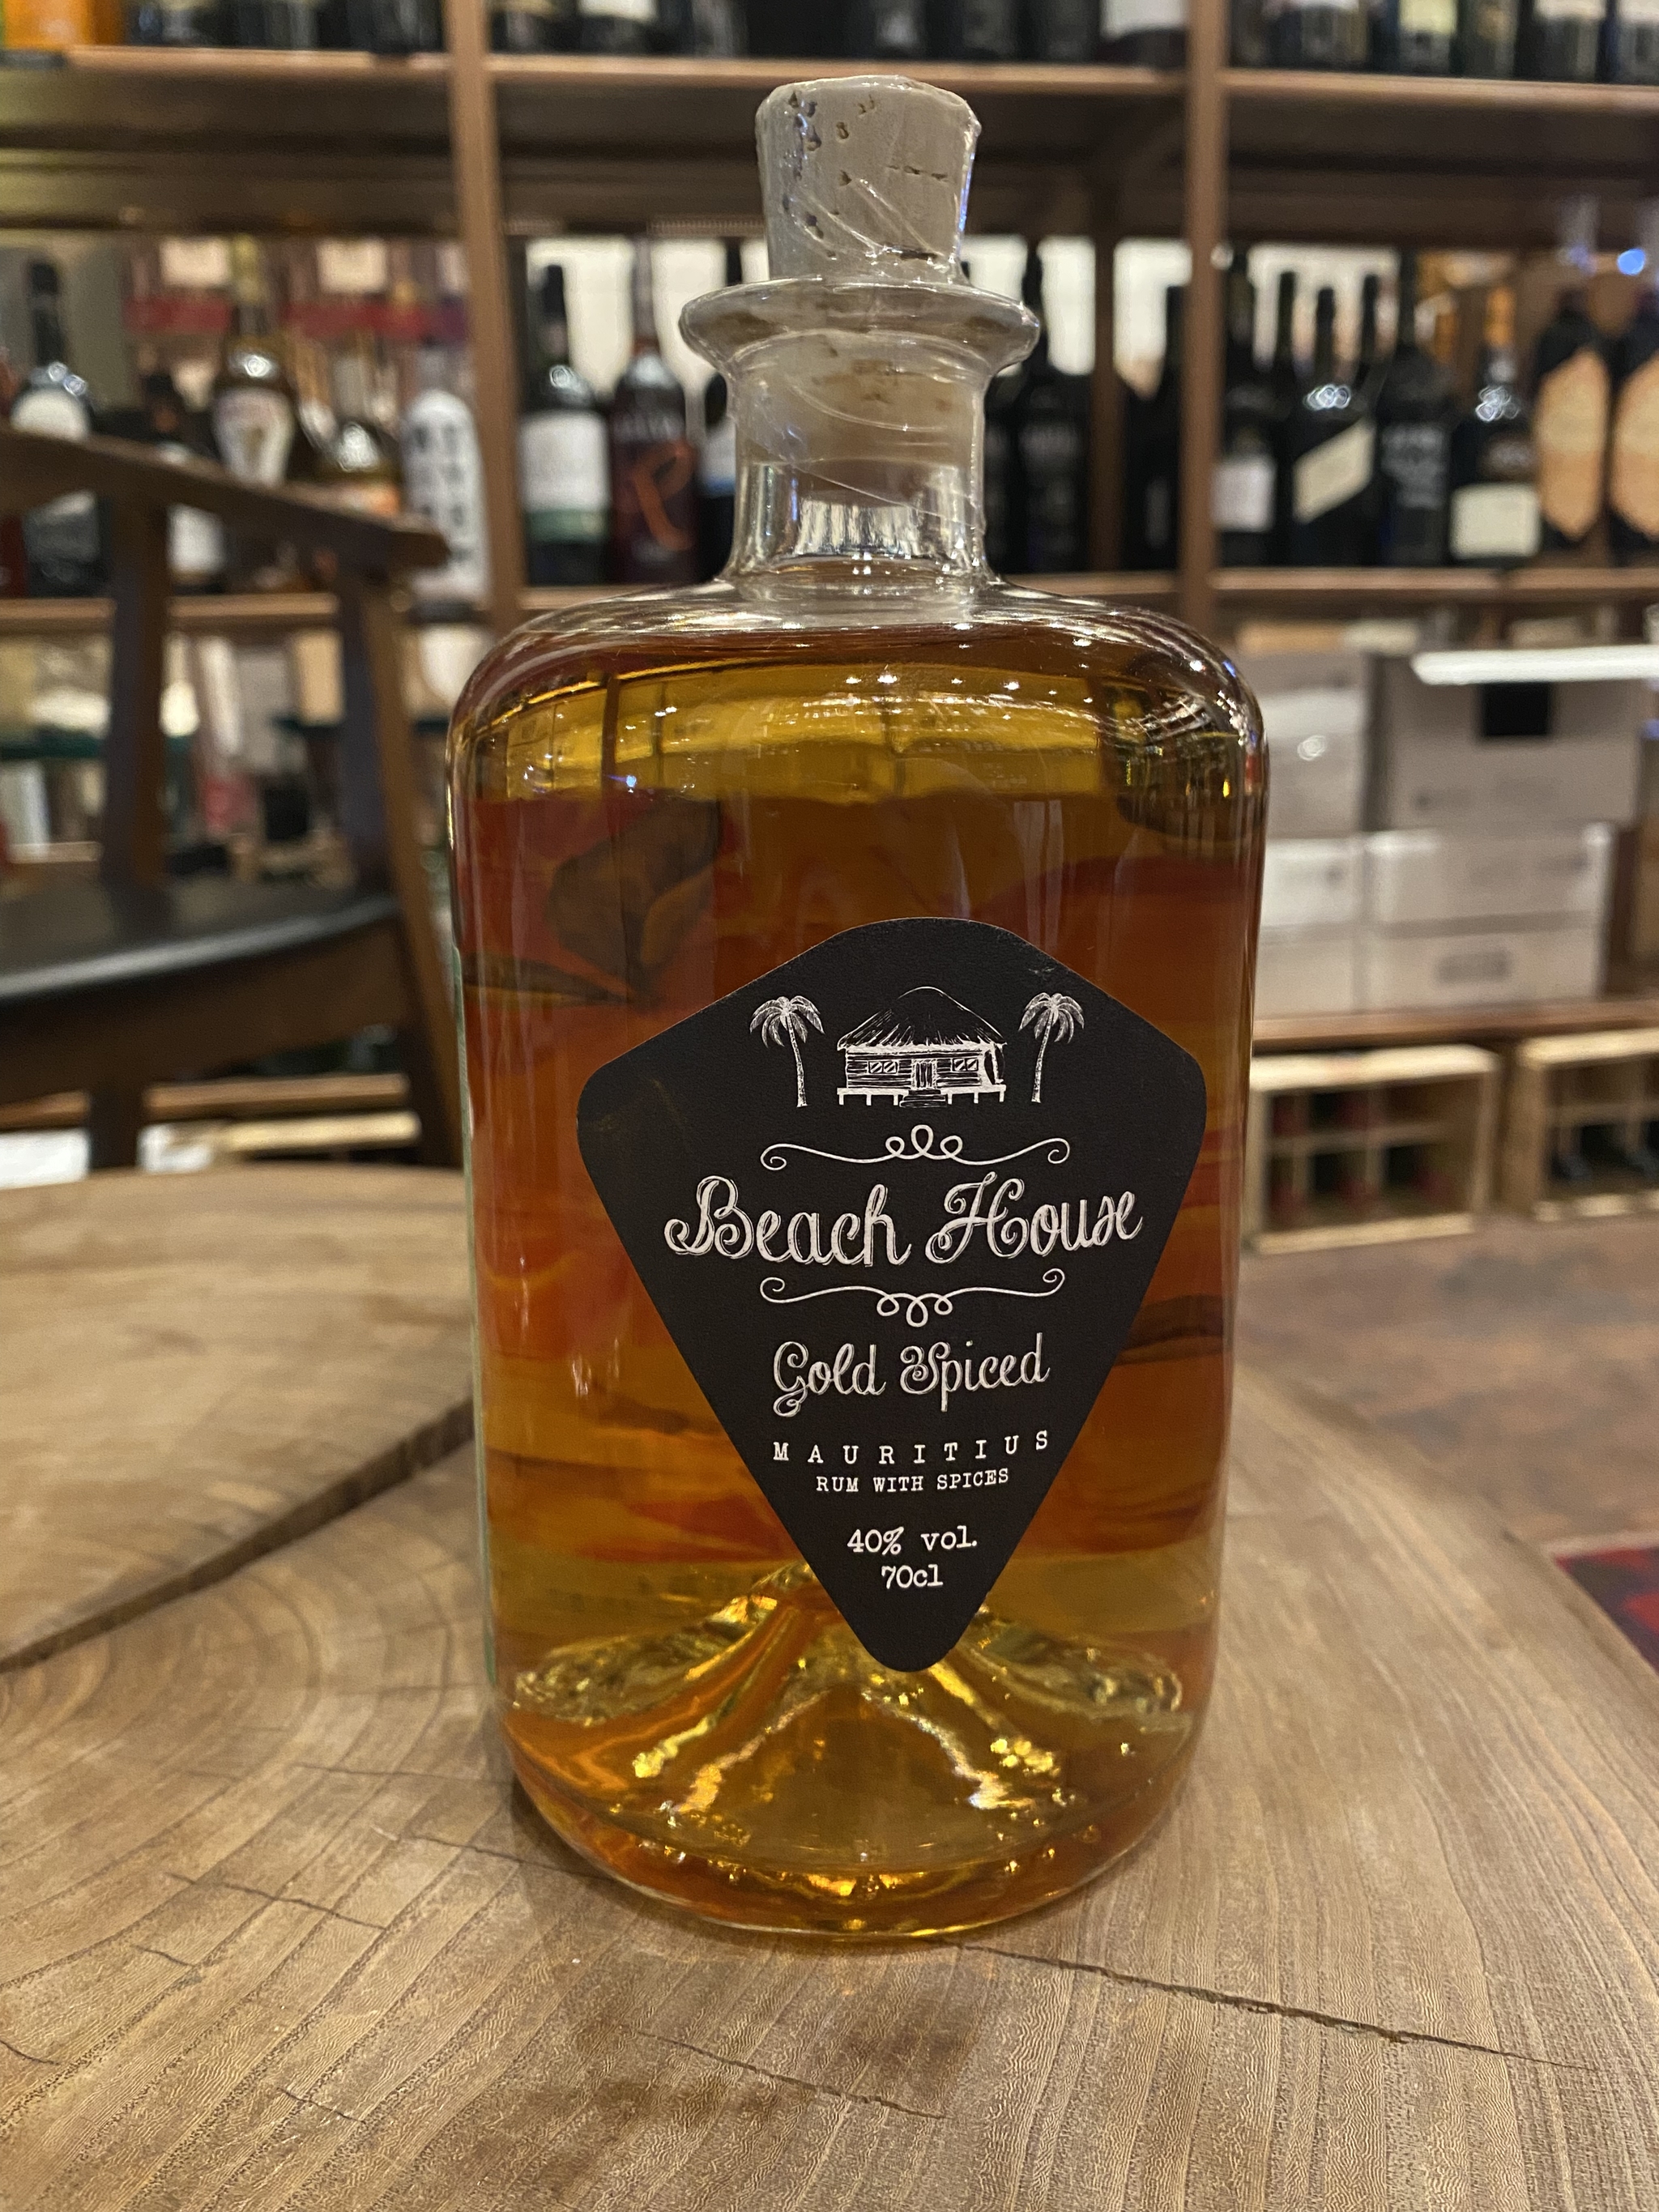 Beach House
Gold Spiced
MAURITIUS
RUM WITH SPICES
40% vol.
70cl